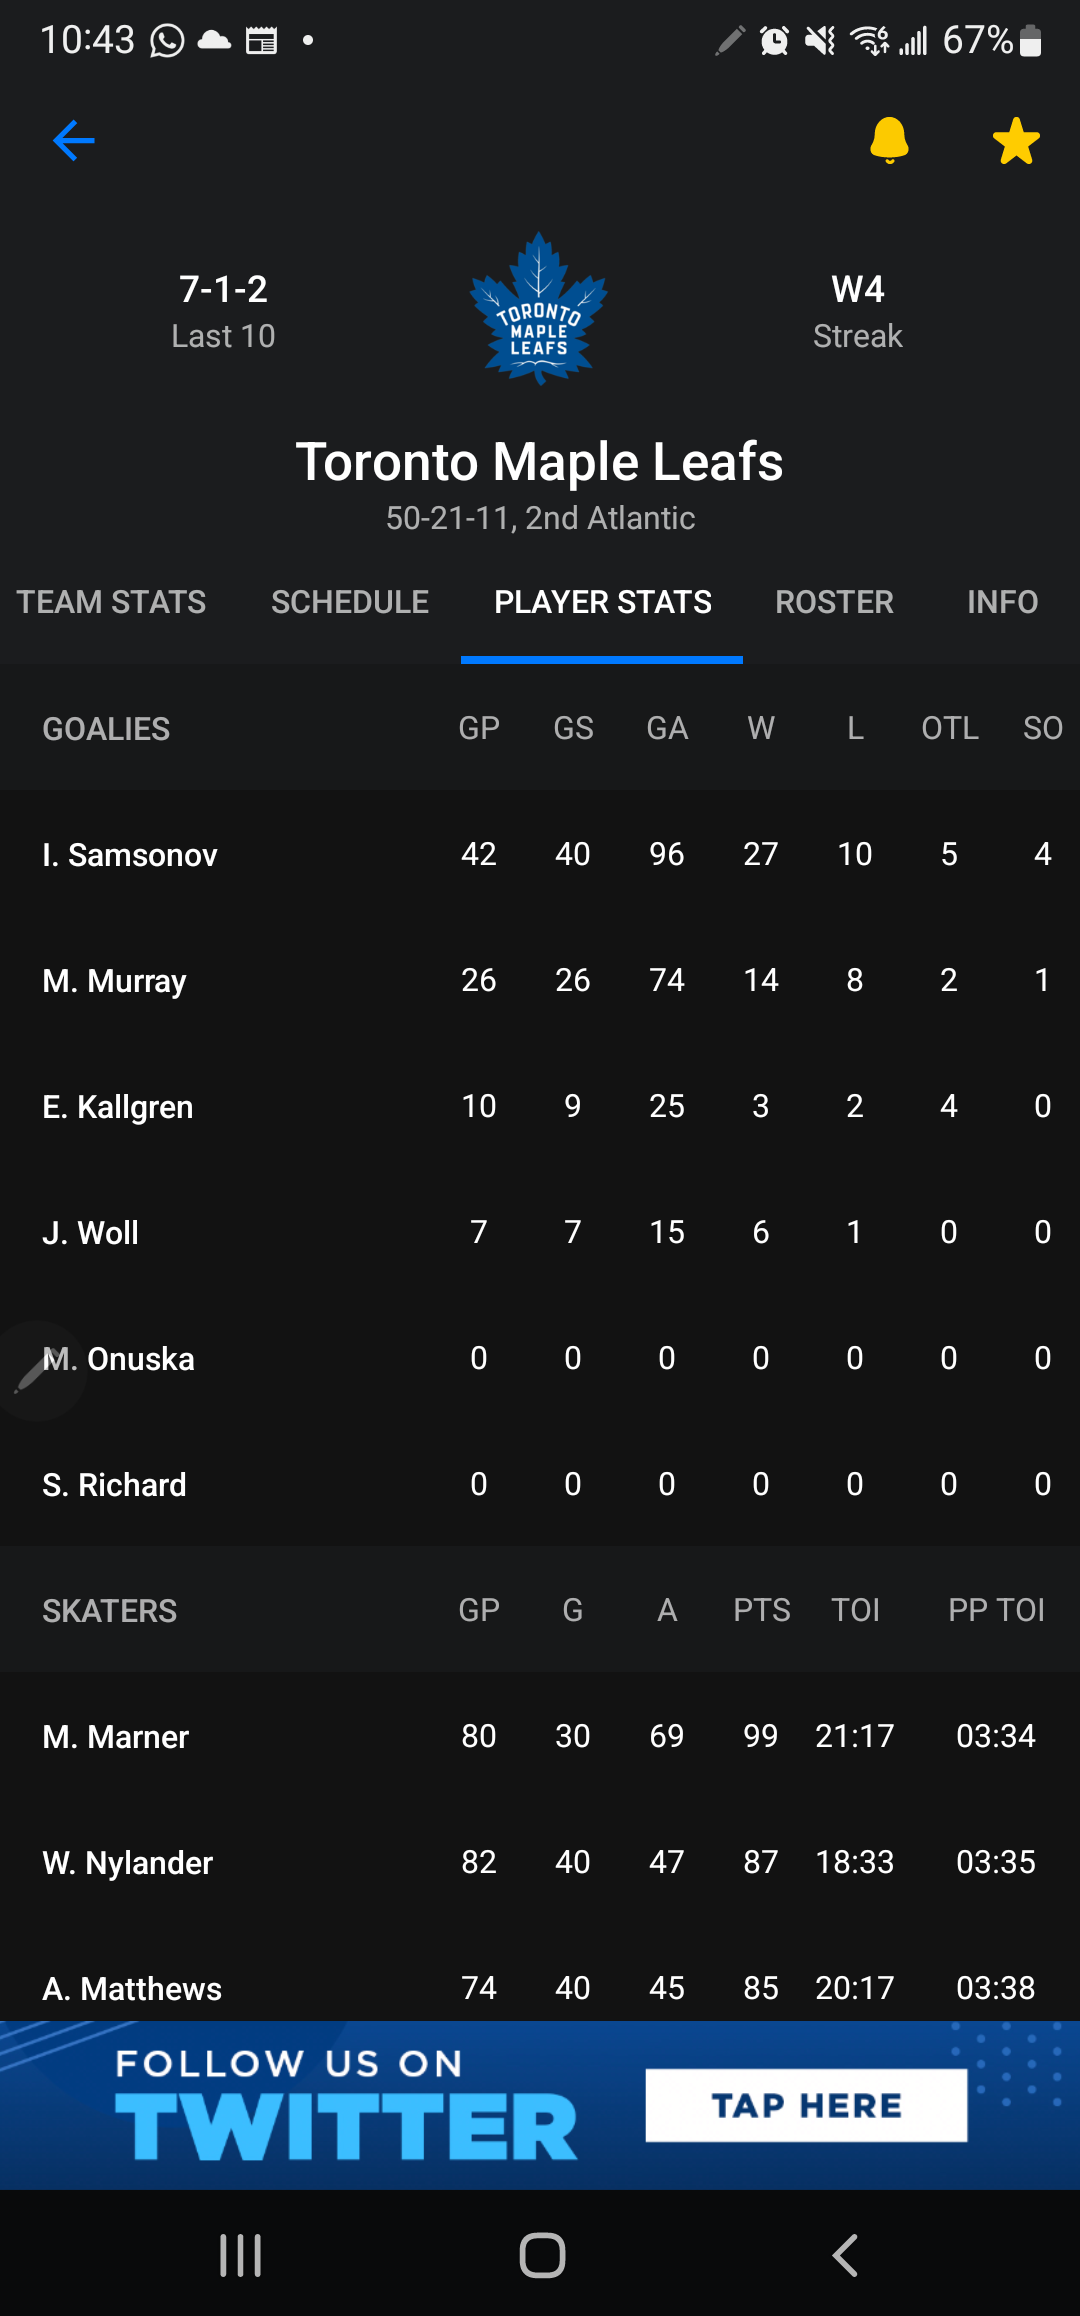 10:43 67%
7-1-2 W4
Last 10 Streak
TORONTO
MAPLE
LEAFS
Toronto Maple Leafs
50-21-11, 2nd Atlantic
TEAM STATS SCHEDULE PLAYER STATS ROSTER INFO
GOALIES GP GS GA W L OTL SO
I. Samsonov 42 40 96 27 10 5 4
M. Murray 26 26 74 14 8 2 1
E. Kallgren 10 9 25 3 2 4 0
J. Woll 7 7 15 6 1 0 0
M. Onuska 0 0 0 0 0 0 0
S. Richard 0 0 0 0 0 0 0
SKATERS GP G A PTS TOI PP TOI
M. Marner 80 30 69 99 21:17 03:34
W. Nylander 82 40 47 87 18:33 03:35
A. Matthews 74 40 45 85 20:17 03:38
FOLLOW US ON
TWITTER TAP HERE